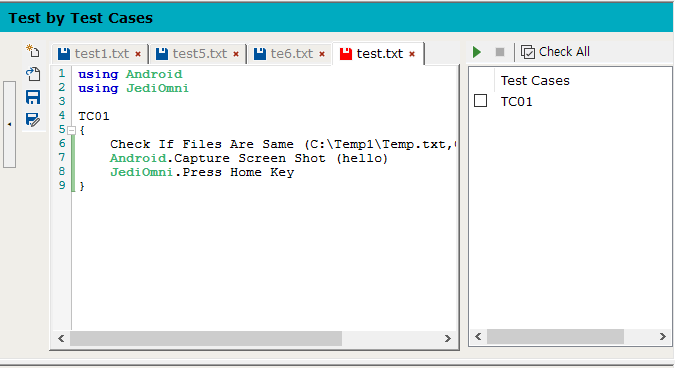 Test by Test Cases
test1.txt test5.txt te6.txt test.txt
Check All
1 using Android
2 using JediOmni
3
4 TC01
5 {
6 Check If Files Are Same (C:\Temp1\Temp.txt,
7 Android.Capture Screen Shot (hello)
8 JediOmni.Press Home Key
9 }
Test Cases
TC01